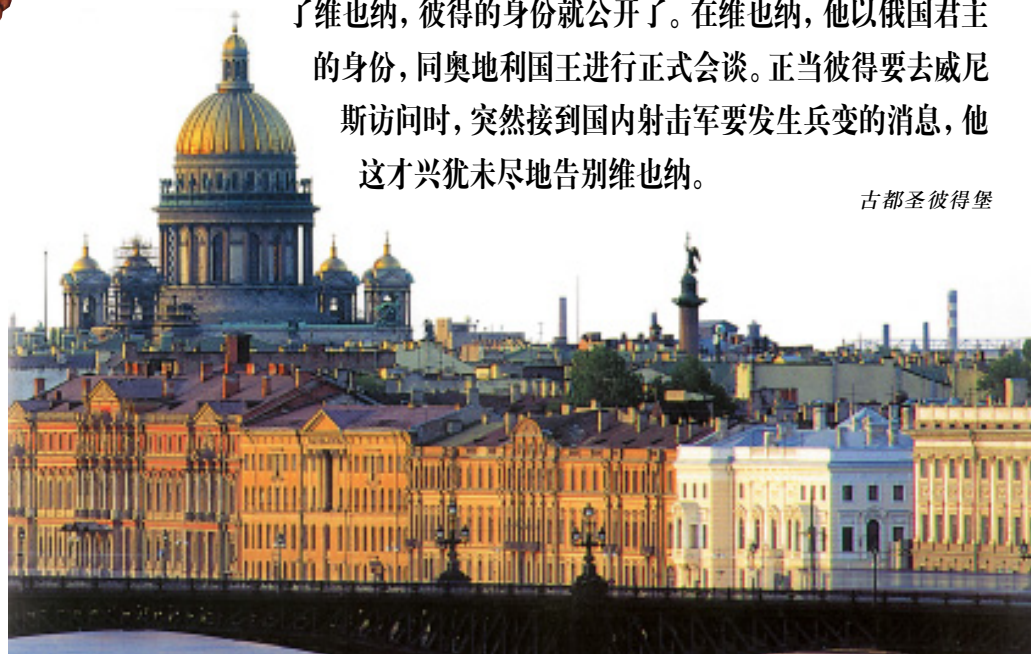 了维也纳，彼得的身份就公开了。在维也纳，他以俄国君主
的身份，同奥地利国王进行正式会谈。正当彼得要去威尼
斯访问时，突然接到国内射击军要发生兵变的消息，他
这才兴犹未尽地告别维也纳。
古都圣彼得堡